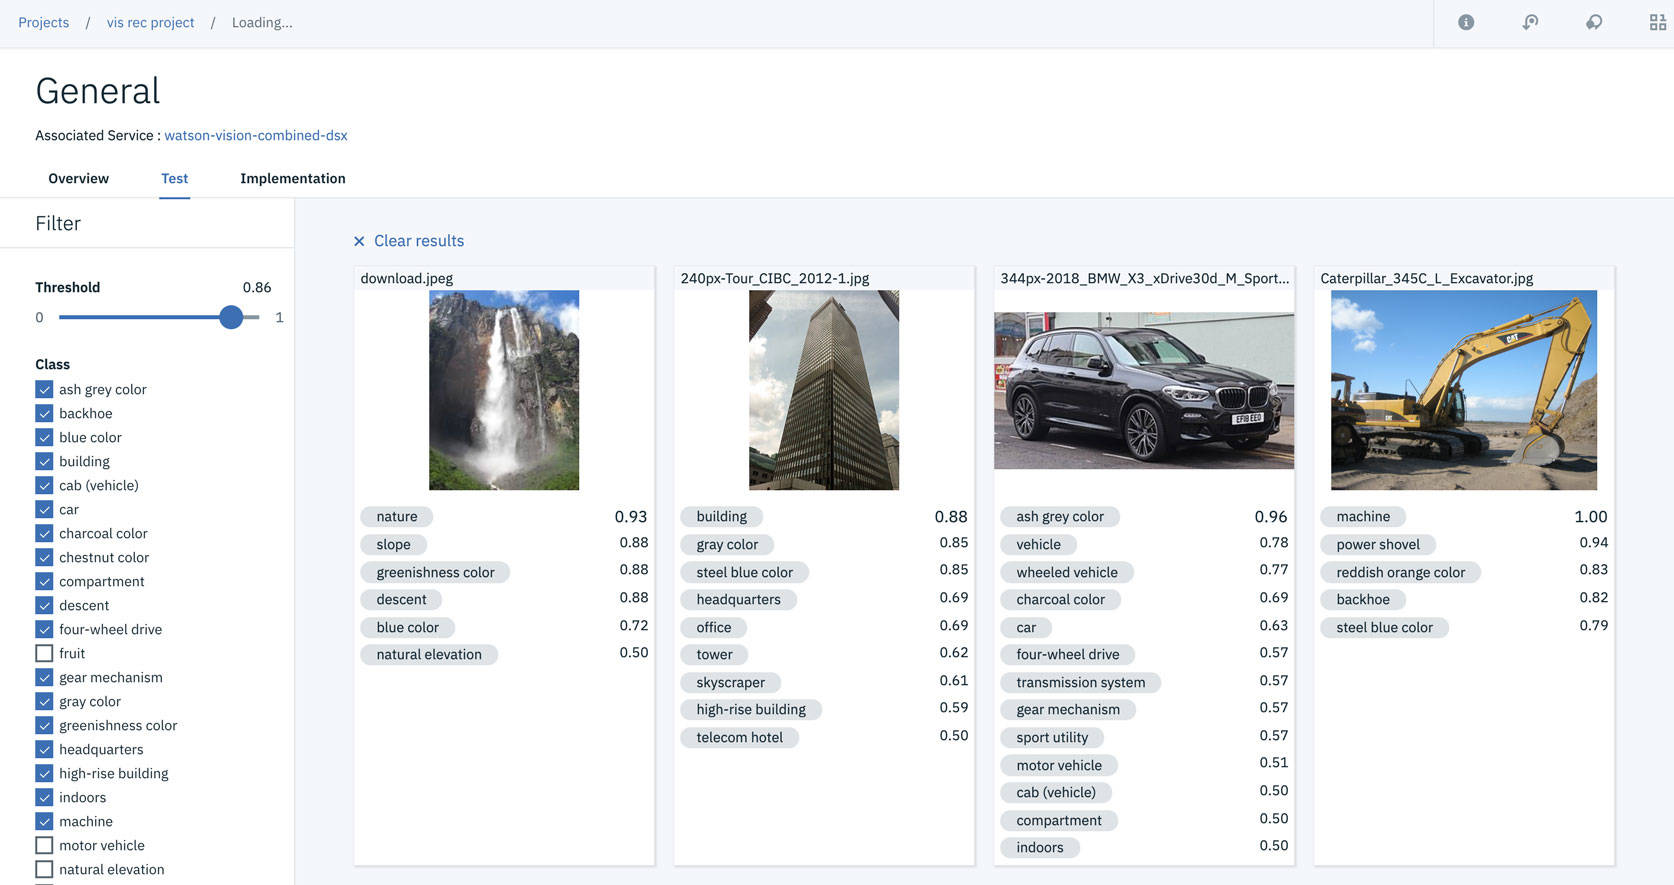 Projects / vis rec project / Loading...
General
Associated Service : watson-vision-combined-dsx
Overview Test Implementation
Filter
Threshold 0.86
0 1
Class
ash grey color
backhoe
blue color
building
cab (vehicle)
car
charcoal color
chestnut color
compartment
descent
four-wheel drive
fruit
gear mechanism
gray color
greenishness color
headquarters
high-rise building
indoors
machine
motor vehicle
natural elevation
Clear results
download.jpeg
nature 0.93
slope 0.88
greenishness color 0.88
descent 0.88
blue color 0.72
natural elevation 0.50
240px-Tour_CIBC_2012-1.jpg
building 0.88
gray color 0.85
steel blue color 0.85
headquarters 0.69
office 0.69
tower 0.62
skyscraper 0.61
high-rise building 0.59
telecom hotel 0.50
344px-2018_BMW_X3_xDrive30d_M_Sport...
EF18 EEO
ash grey color 0.96
vehicle 0.78
wheeled vehicle 0.77
charcoal color 0.69
car 0.63
four-wheel drive 0.57
transmission system 0.57
gear mechanism 0.57
sport utility 0.57
motor vehicle 0.51
cab (vehicle) 0.50
compartment 0.50
indoors 0.50
Caterpillar_345C_L_Excavator.jpg
CAT
CAT
machine 1.00
power shovel 0.94
reddish orange color 0.83
backhoe 0.82
steel blue color 0.79